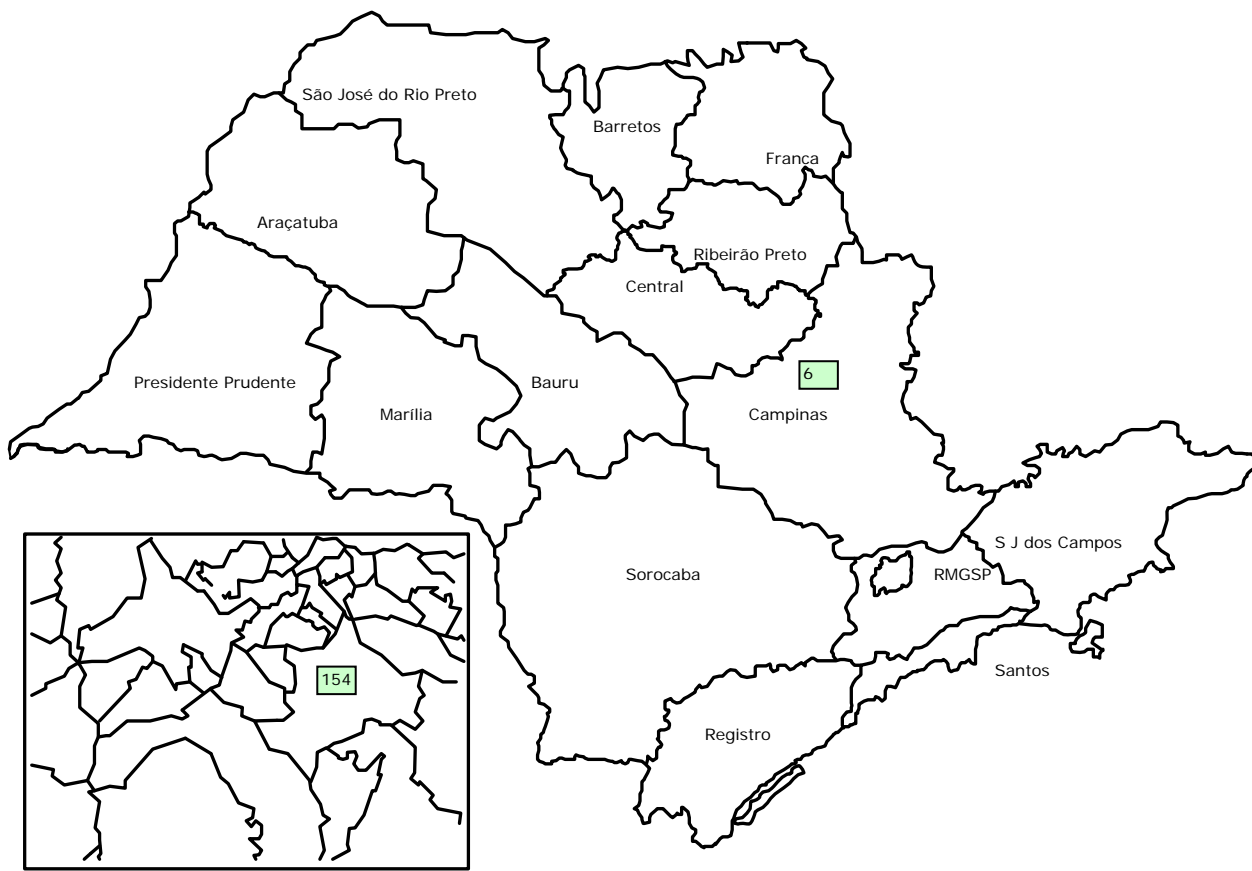 São José do Rio Preto
Barretos
Franca
Araçatuba
Ribeirão Preto
Central
Presidente Prudente
Bauru
6
Marília
Campinas
S J dos Campos
Sorocaba
RMGSP
Santos
154
Registro